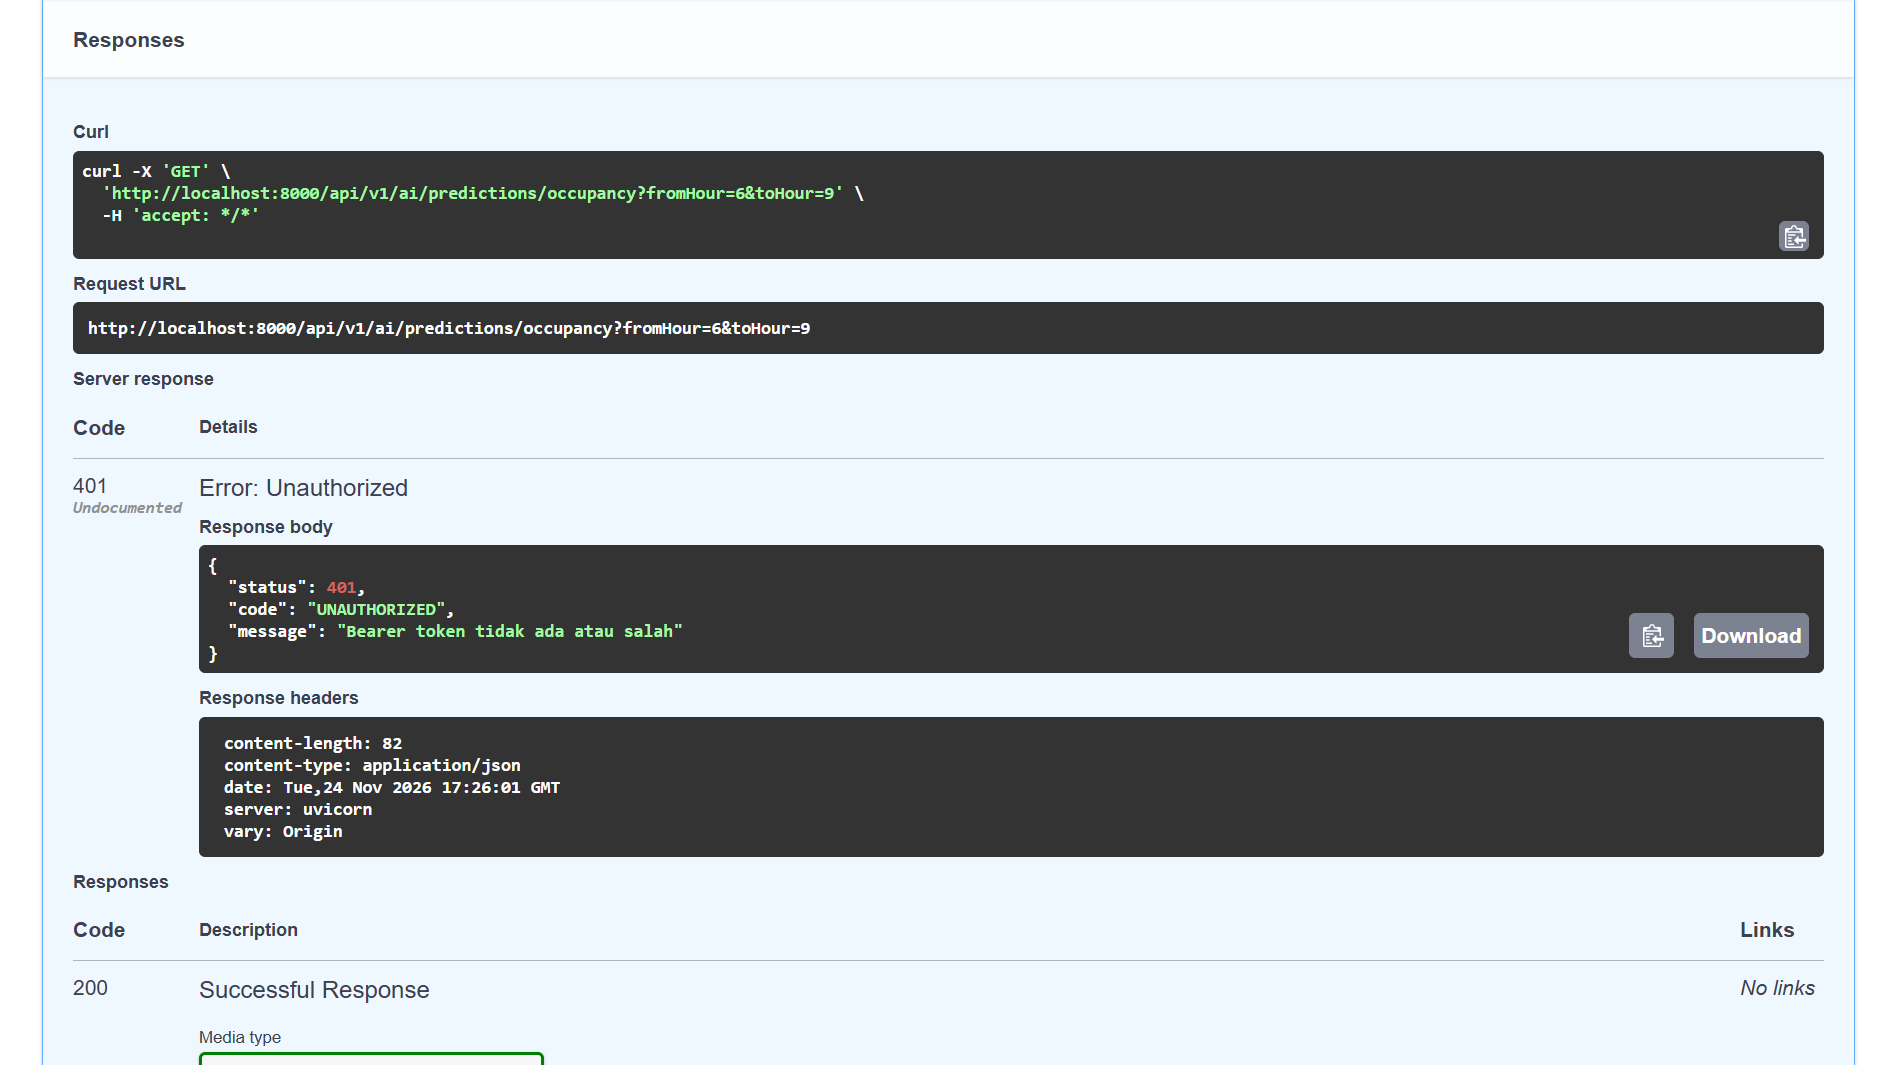 Responses
Curl
curl -X 'GET' \
'http://localhost:8000/api/v1/ai/predictions/occupancy?fromHour=6&toHour=9' \
-H 'accept: */*'
Request URL
http://localhost:8000/api/v1/ai/predictions/occupancy?fromHour=6&toHour=9
Server response
Code Details
401 Error: Unauthorized
Undocumented
Response body
{
"status": 401,
"code": "UNAUTHORIZED",
"message": "Bearer token tidak ada atau salah"
}
Download
Response headers
content-length: 82
content-type: application/json
date: Tue,24 Nov 2026 17:26:01 GMT
server: uvicorn
vary: Origin
Responses
Code Description Links
200 Successful Response No links
Media type